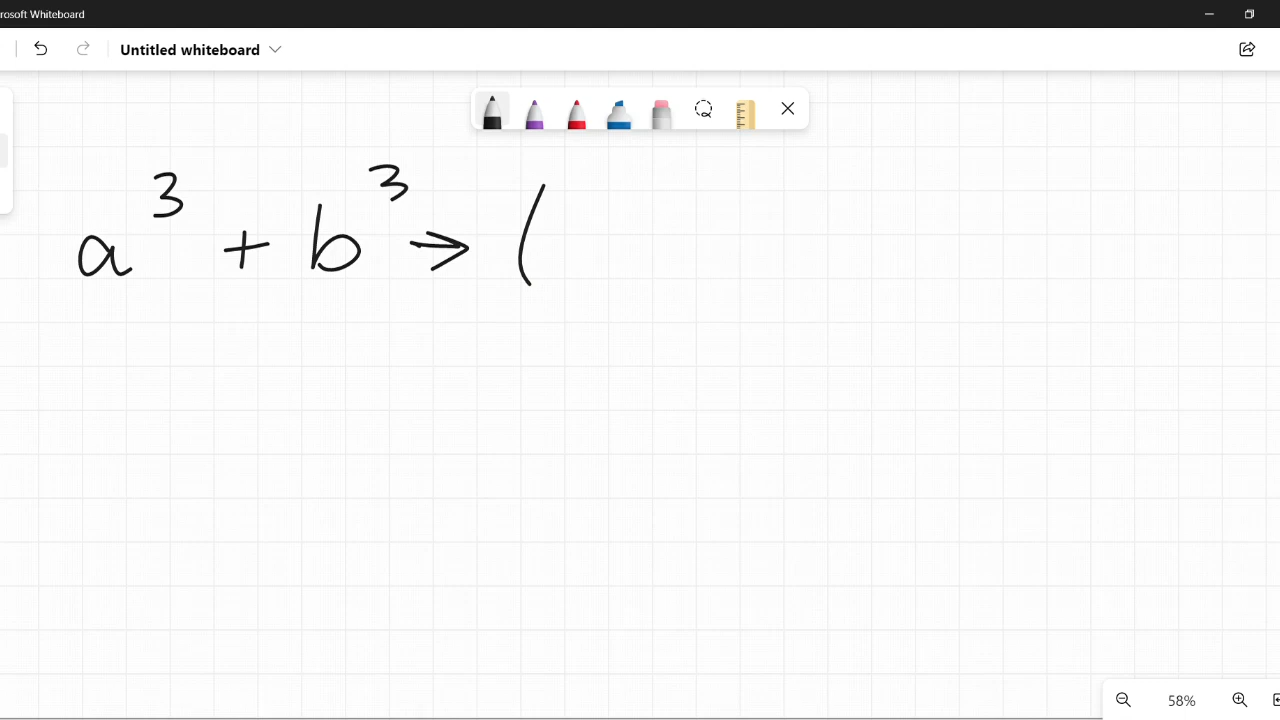 rosoft Whiteboard
Untitled whiteboard
a³ + b³ → (
58%